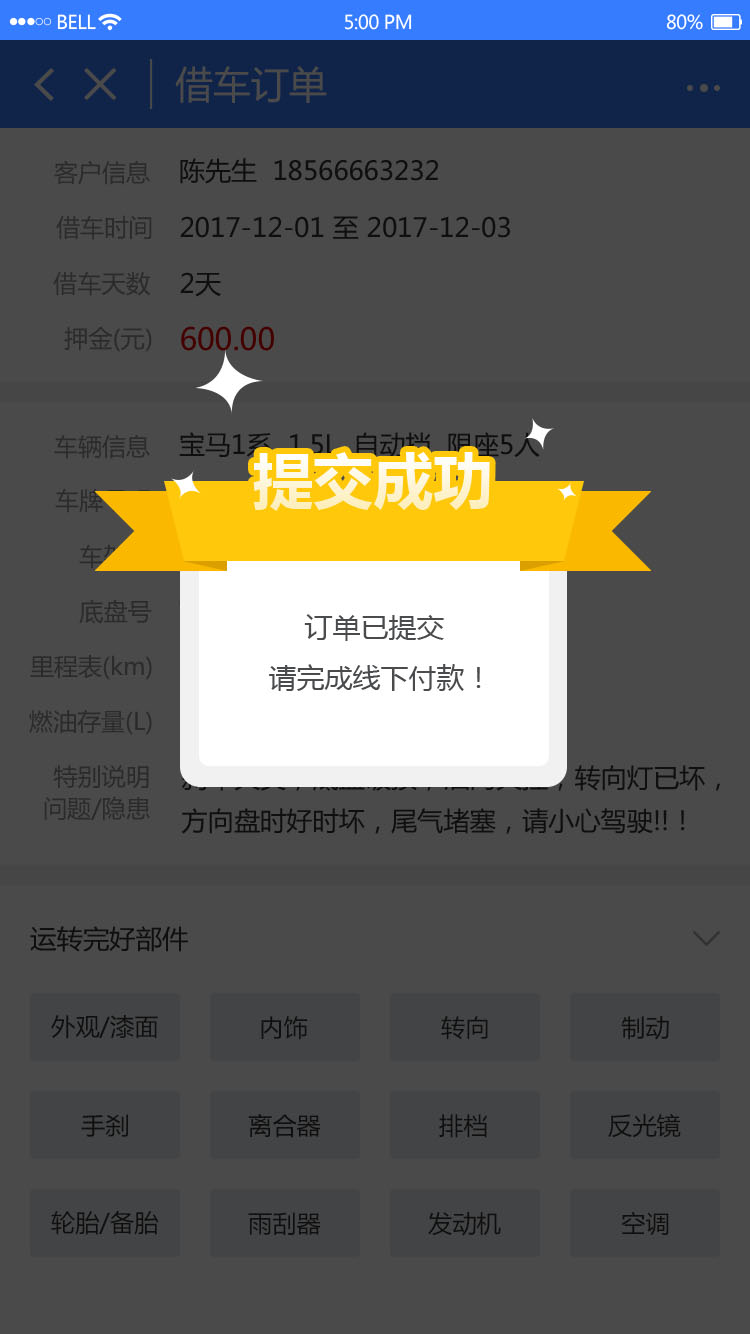 BELL 5:00 PM 80%
借车订单
客户信息 陈先生 18566663232
借车时间 2017-12-01 至 2017-12-03
借车天数 2天
押金(元) 600.00
车辆信息 宝马1系 1.5L 自动挡 限座5人
车牌
提交成功
底盘号
订单已提交
里程表(km)
请完成线下付款！
燃油存量(L)
特别说明
问题/隐患
，转向灯已坏，
方向盘时好时坏，尾气堵塞，请小心驾驶!!！
运转完好部件
外观/漆面 内饰 转向 制动
手刹 离合器 排档 反光镜
轮胎/备胎 雨刮器 发动机 空调